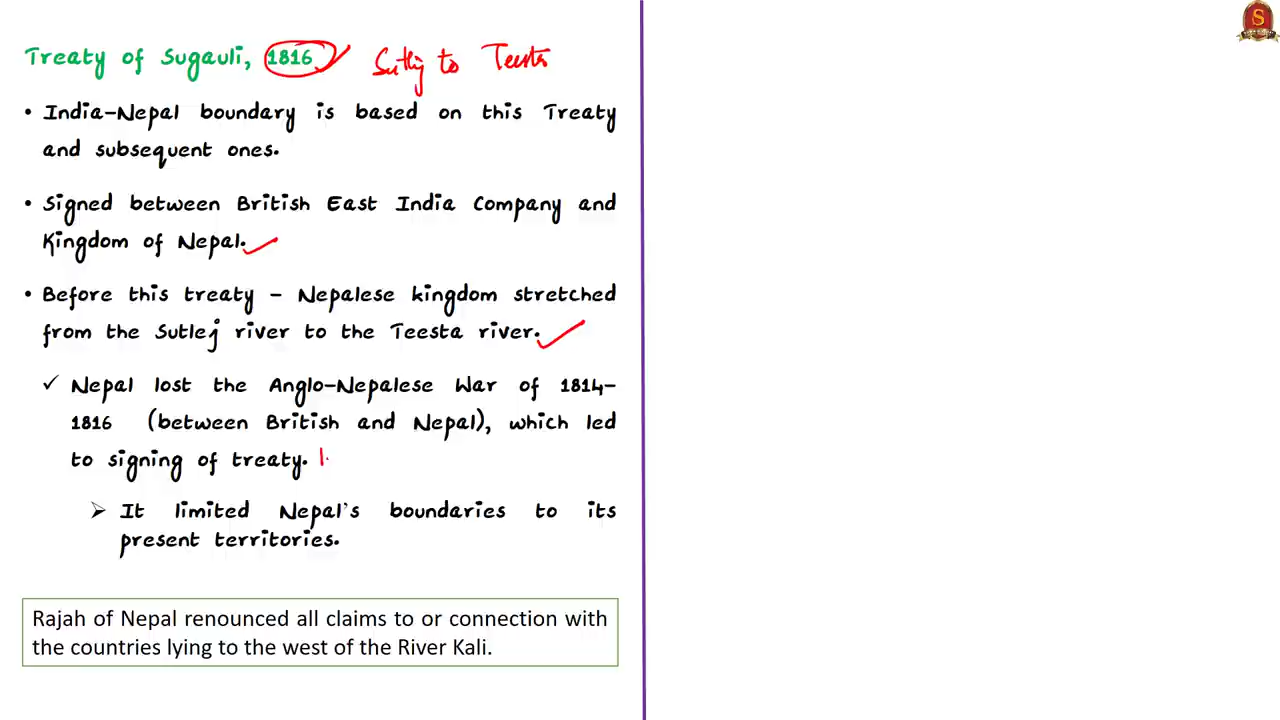 Treaty of Sugauli, 1816 Sutlij to Teesta
• India-Nepal boundary is based on this Treaty
and subsequent ones.
• Signed between British East India Company and
Kingdom of Nepal.
• Before this treaty - Nepalese kingdom stretched
from the Sutlej river to the Teesta river.
✓ Nepal lost the Anglo-Nepalese War of 1814-
1816 (between British and Nepal), which led
to signing of treaty.
➢ It limited Nepal's boundaries to its
present territories.
Rajah of Nepal renounced all claims to or connection with
the countries lying to the west of the River Kali.
S